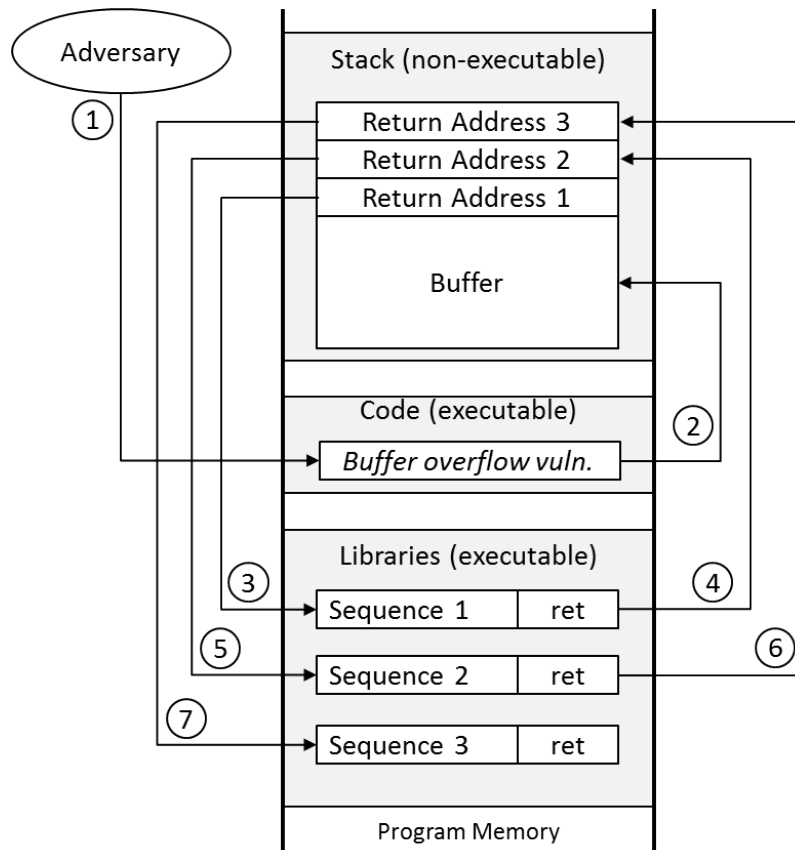 Adversary
1
Stack (non-executable)
Return Address 3
Return Address 2
Return Address 1
Buffer
Code (executable)
2
Buffer overflow vuln.
Libraries (executable)
3
Sequence 1 ret
4
5
Sequence 2 ret
6
7
Sequence 3 ret
Program Memory